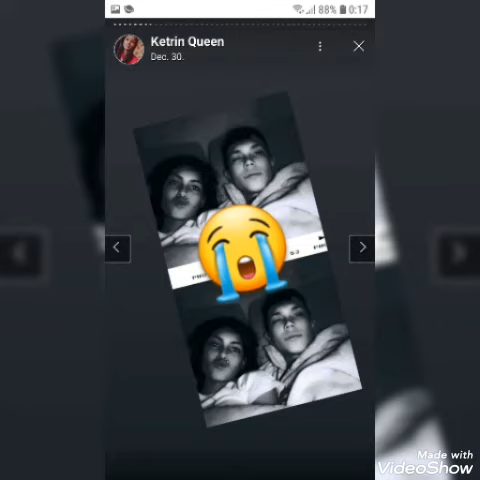 88% 0:17
Ketrin Queen
Dec. 30.
Made with
VideoShow